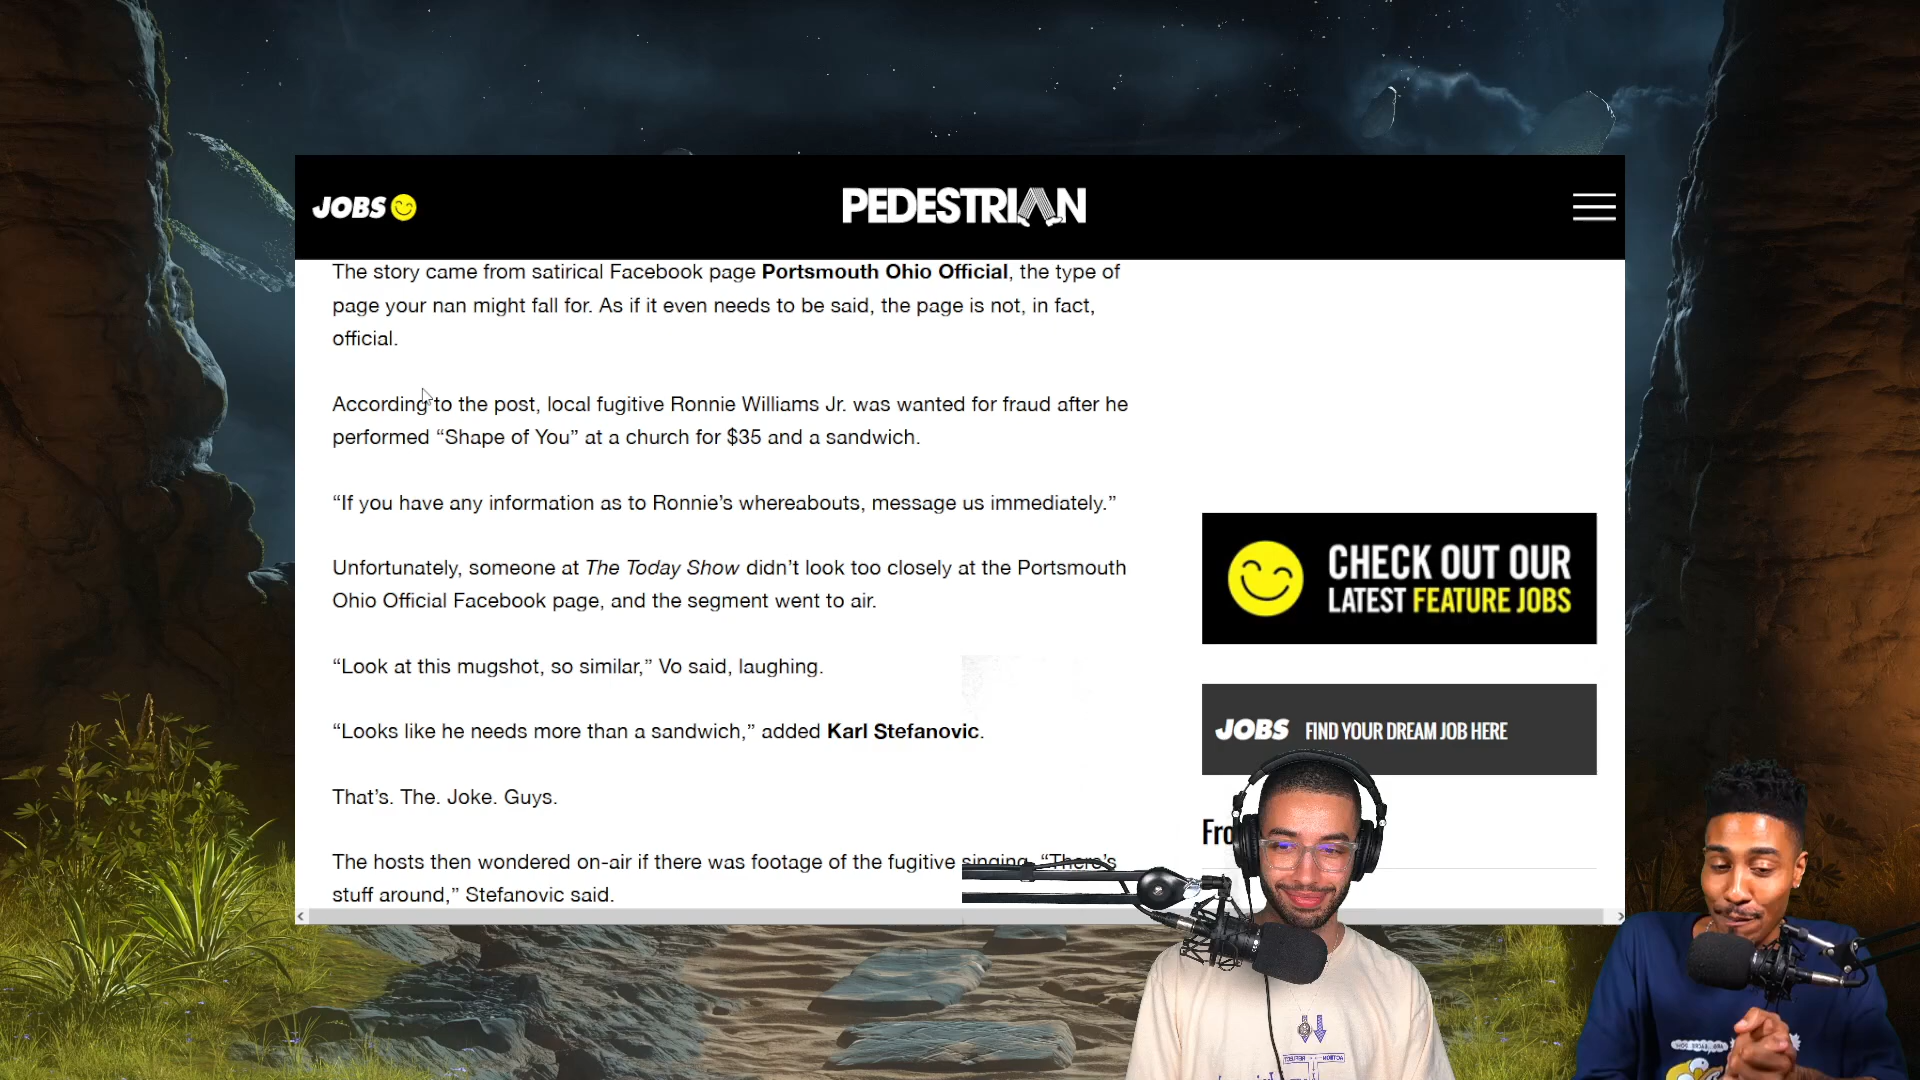 JOBS
PEDESTRIAN
The story came from satirical Facebook page Portsmouth Ohio Official, the type of
page your nan might fall for. As if it even needs to be said, the page is not, in fact,
official.
According to the post, local fugitive Ronnie Williams Jr. was wanted for fraud after he
performed “Shape of You” at a church for $35 and a sandwich.
“If you have any information as to Ronnie’s whereabouts, message us immediately.”
Unfortunately, someone at The Today Show didn’t look too closely at the Portsmouth
Ohio Official Facebook page, and the segment went to air.
“Look at this mugshot, so similar,” Vo said, laughing.
“Looks like he needs more than a sandwich,” added Karl Stefanovic.
That’s. The. Joke. Guys.
The hosts then wondered on-air if there was footage of the fugitive singing. “There’s
stuff around,” Stefanovic said.
CHECK OUT OUR
LATEST FEATURE JOBS
JOBS FIND YOUR DREAM JOB HERE